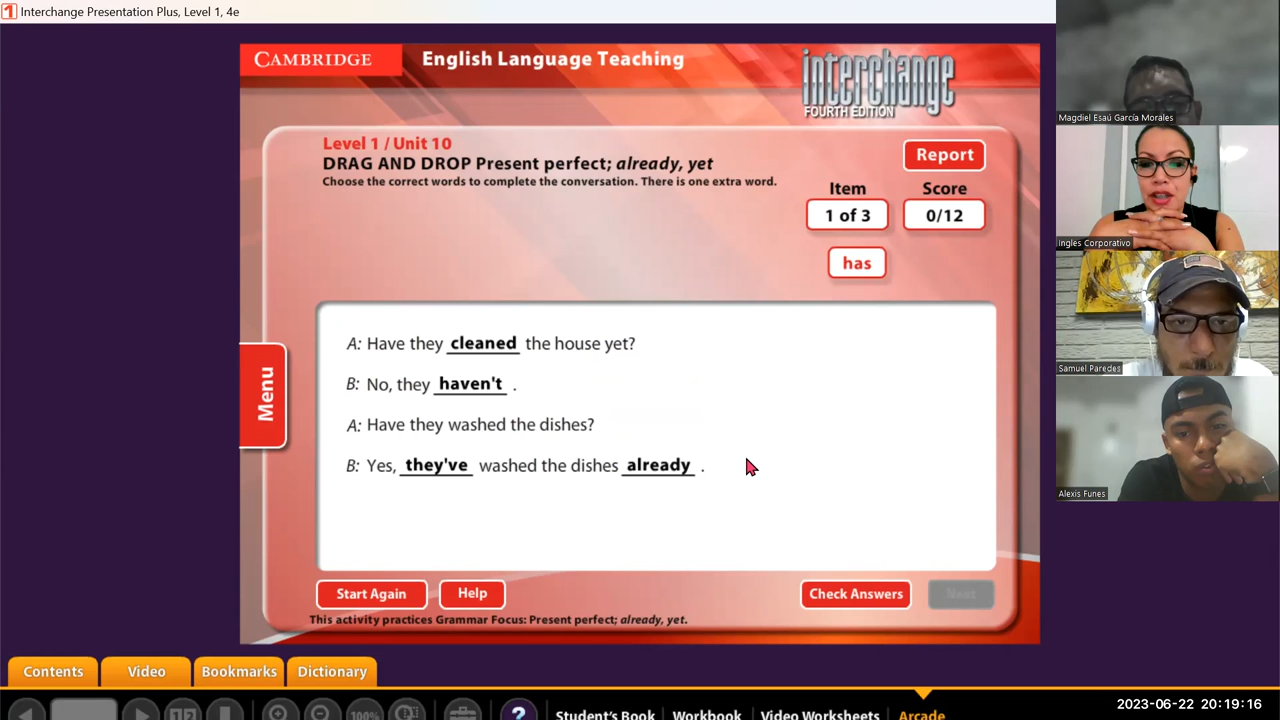 Interchange Presentation Plus, Level 1, 4e
CAMBRIDGE
English Language Teaching
interchange
FOURTH EDITION
Level 1 / Unit 10
DRAG AND DROP Present perfect; already, yet
Choose the correct words to complete the conversation. There is one extra word.
Report
Item
Score
1 of 3
0/12
has
Menu
A: Have they cleaned the house yet?
B: No, they haven't .
A: Have they washed the dishes?
B: Yes, they've washed the dishes already .
Start Again
Help
Check Answers
Next
This activity practices Grammar Focus: Present perfect; already, yet.
Contents
Video
Bookmarks
Dictionary
100%
?
Student's Book
Workbook
Video Worksheets
Arcade
Magdiel Esaú García Morales
Ingles Corporativo
Samuel Paredes
Alexis Funes
2023-06-22 20:19:16